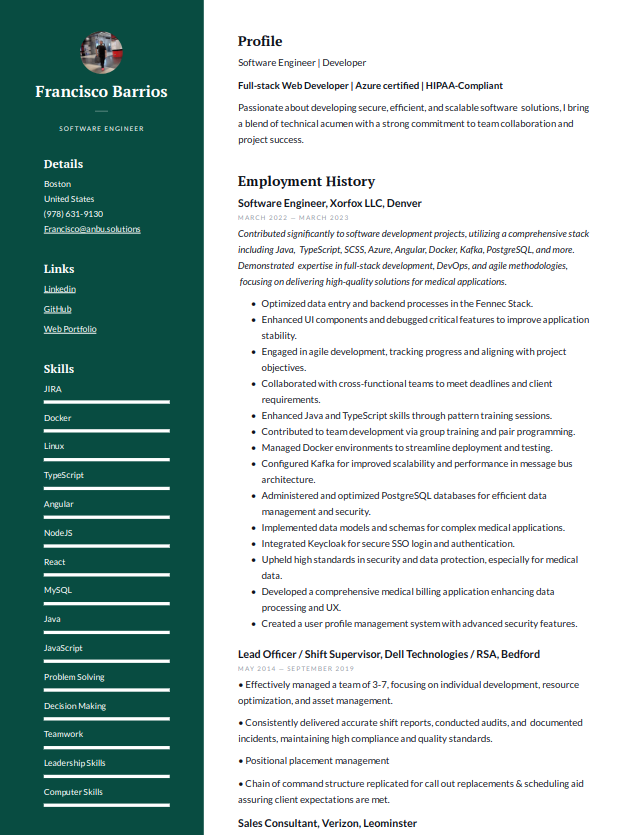 Francisco Barrios
SOFTWARE ENGINEER
Details
Boston
United States
(978) 631-9130
Francisco@anbu.solutions
Links
Linkedin
GitHub
Web Portfolio
Skills
JIRA
Docker
Linux
TypeScript
Angular
NodeJS
React
MySQL
Java
JavaScript
Problem Solving
Decision Making
Teamwork
Leadership Skills
Computer Skills
Profile
Software Engineer | Developer
Full-stack Web Developer | Azure certified | HIPAA-Compliant
Passionate about developing secure, efficient, and scalable software solutions, I bring
a blend of technical acumen with a strong commitment to team collaboration and
project success.
Employment History
Software Engineer, Xorfox LLC, Denver
MARCH 2022 — MARCH 2023
Contributed significantly to software development projects, utilizing a comprehensive stack
including Java, TypeScript, SCSS, Azure, Angular, Docker, Kafka, PostgreSQL, and more.
Demonstrated expertise in full-stack development, DevOps, and agile methodologies,
focusing on delivering high-quality solutions for medical applications.
• Optimized data entry and backend processes in the Fennec Stack.
• Enhanced UI components and debugged critical features to improve application
stability.
• Engaged in agile development, tracking progress and aligning with project
objectives.
• Collaborated with cross-functional teams to meet deadlines and client
requirements.
• Enhanced Java and TypeScript skills through pattern training sessions.
• Contributed to team development via group training and pair programming.
• Managed Docker environments to streamline deployment and testing.
• Configured Kafka for improved scalability and performance in message bus
architecture.
• Administered and optimized PostgreSQL databases for efficient data
management and security.
• Implemented data models and schemas for complex medical applications.
• Integrated Keycloak for secure SSO login and authentication.
• Upheld high standards in security and data protection, especially for medical
data.
• Developed a comprehensive medical billing application enhancing data
processing and UX.
• Created a user profile management system with advanced security features.
Lead Officer / Shift Supervisor, Dell Technologies / RSA, Bedford
MAY 2014 — SEPTEMBER 2019
• Effectively managed a team of 3-7, focusing on individual development, resource
optimization, and asset management.
• Consistently delivered accurate shift reports, conducted audits, and documented
incidents, maintaining high compliance and quality standards.
• Positional placement management
• Chain of command structure replicated for call out replacements & scheduling aid
assuring client expectations are met.
Sales Consultant, Verizon, Leominster